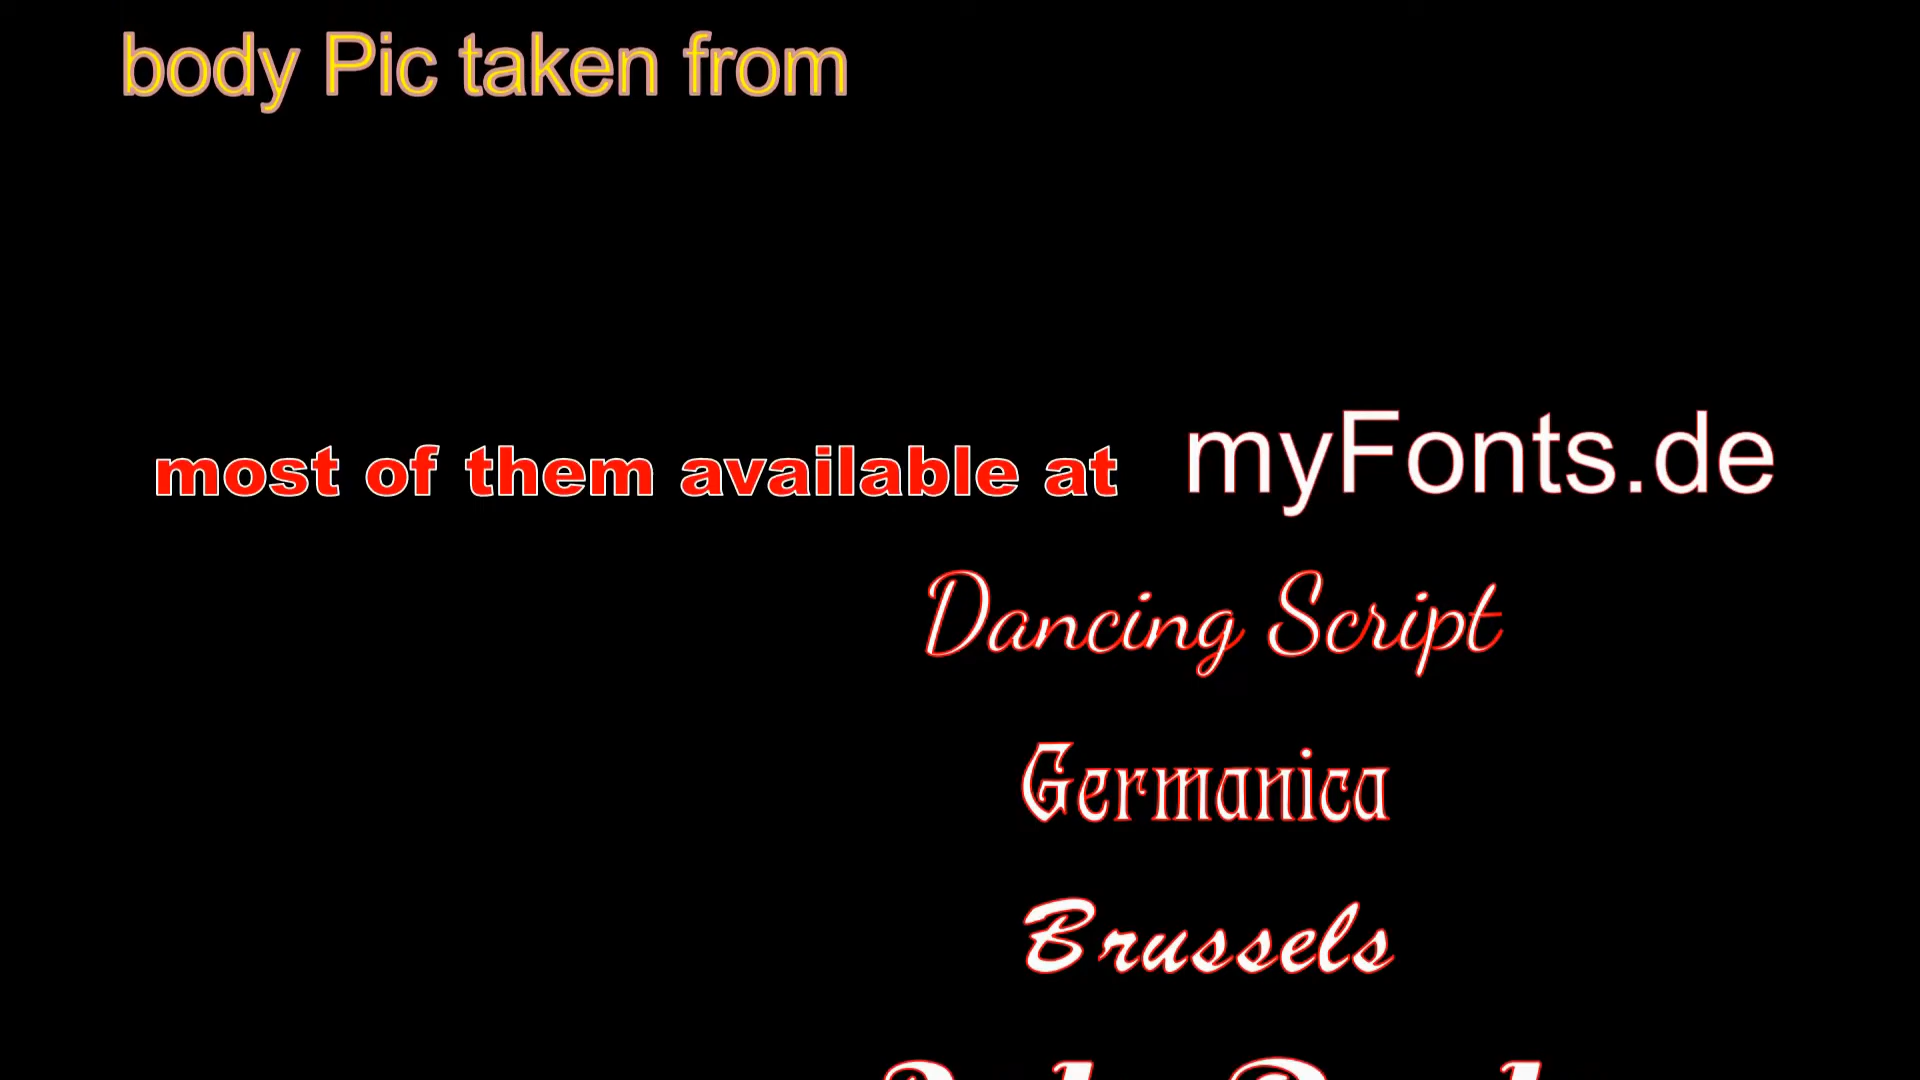 body Pic taken from
most of them available at myFonts.de
Dancing Script
Germanica
Brussels